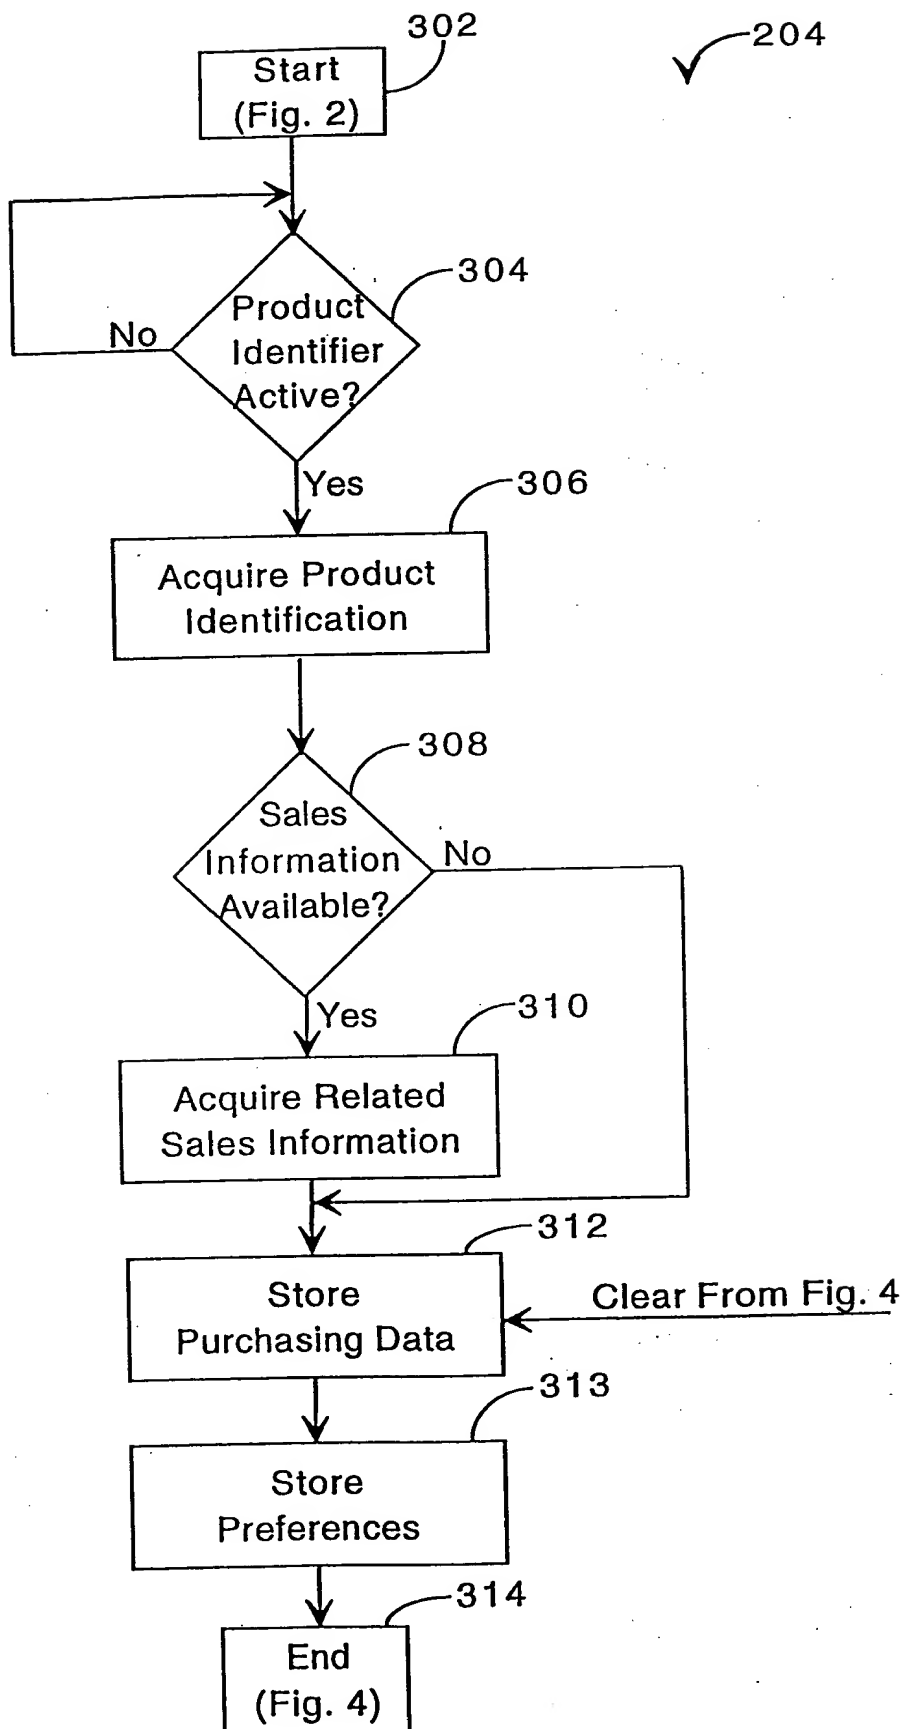 302
204
Start
(Fig. 2)
304
Product
Identifier
Active?
No
Yes
306
Acquire Product
Identification
308
Sales
Information
Available?
No
Yes
310
Acquire Related
Sales Information
312
Store
Purchasing Data
Clear From Fig. 4
313
Store
Preferences
314
End
(Fig. 4)